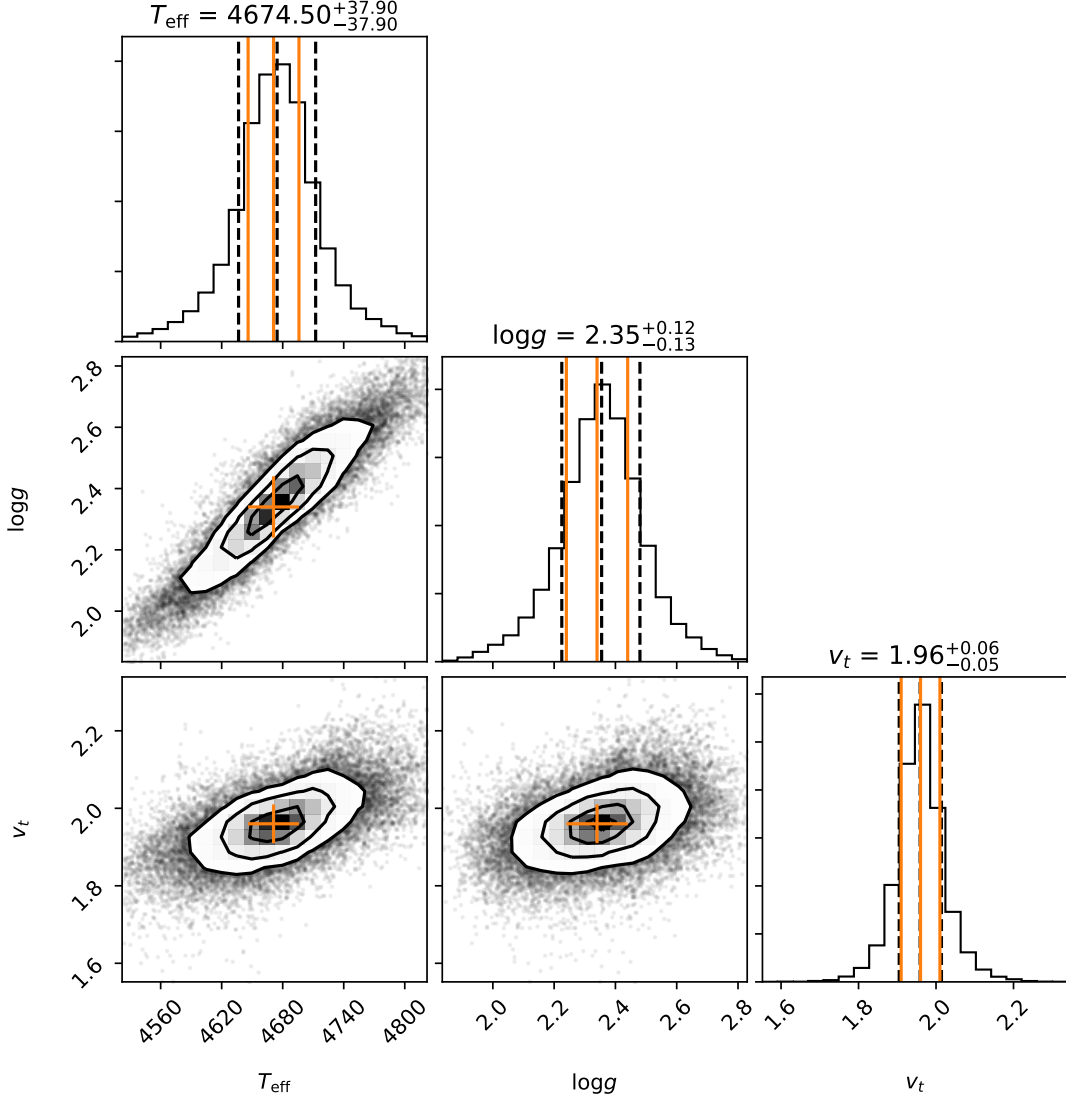 T_eff = 4674.50 +37.90 −37.90
2.8
2.6
2.4
2.2
2.0
log g
log g = 2.35 +0.12 −0.13
2.2
2.0
1.8
1.6
v_t
v_t = 1.96 +0.06 −0.05
4560 4620 4680 4740 4800
2.0 2.2 2.4 2.6 2.8
1.6 1.8 2.0 2.2
T_eff
log g
v_t